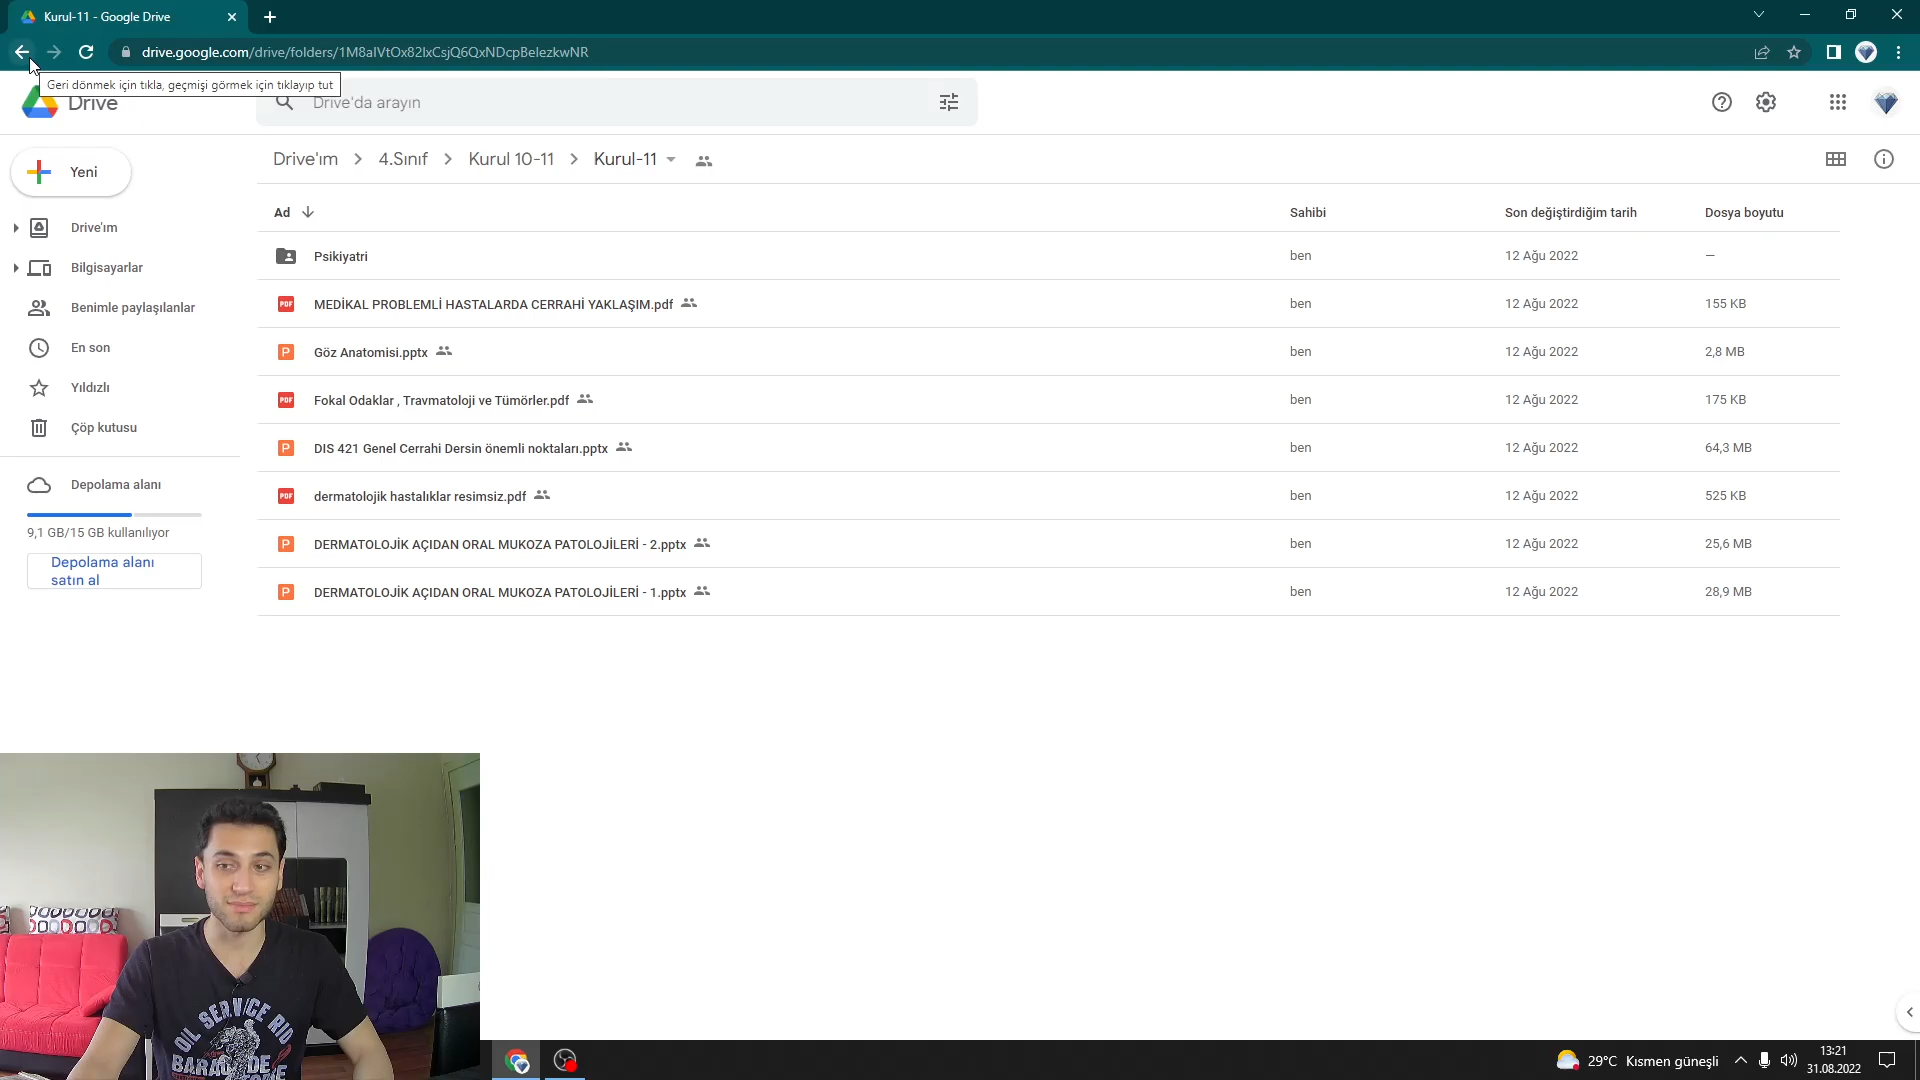 Kurul-11 - Google Drive
drive.google.com/drive/folders/1M8aIVtOx82IxCsjQ6QxNDcpBelezkwNR
Geri dönmek için tıkla, geçmişi görmek için tıklayıp tut
Drive
Drive'da arayın
Yeni
Drive'ım
Bilgisayarlar
Benimle paylaşılanlar
En son
Yıldızlı
Çöp kutusu
Depolama alanı
9,1 GB/15 GB kullanılıyor
Depolama alanı
satın al
Drive'ım > 4.Sınıf > Kurul 10-11 > Kurul-11
Ad Sahibi Son değiştirdiğim tarih Dosya boyutu
Psikiyatri ben 12 Ağu 2022 —
PDF MEDİKAL PROBLEMLİ HASTALARDA CERRAHİ YAKLAŞIM.pdf ben 12 Ağu 2022 155 KB
P Göz Anatomisi.pptx ben 12 Ağu 2022 2,8 MB
PDF Fokal Odaklar , Travmatoloji ve Tümörler.pdf ben 12 Ağu 2022 175 KB
P DIS 421 Genel Cerrahi Dersin önemli noktaları.pptx ben 12 Ağu 2022 64,3 MB
PDF dermatolojik hastalıklar resimsiz.pdf ben 12 Ağu 2022 525 KB
P DERMATOLOJİK AÇIDAN ORAL MUKOZA PATOLOJİLERİ - 2.pptx ben 12 Ağu 2022 25,6 MB
P DERMATOLOJİK AÇIDAN ORAL MUKOZA PATOLOJİLERİ - 1.pptx ben 12 Ağu 2022 28,9 MB
OIL SERVICE RIG
29°C Kısmen güneşli
13:21
31.08.2022